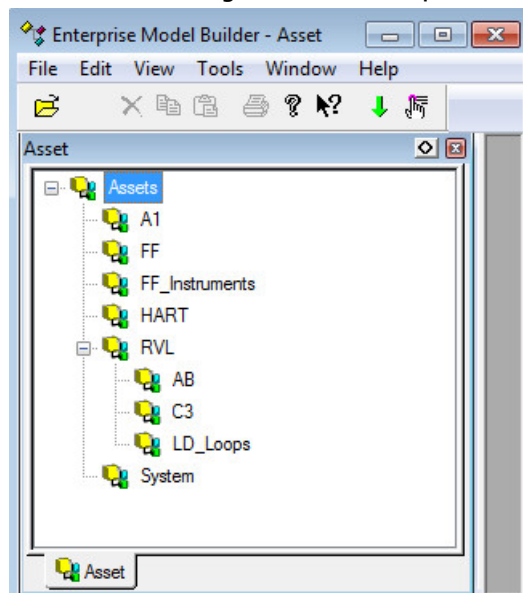 Enterprise Model Builder - Asset
File Edit View Tools Window Help
Asset
Assets
A1
FF
FF_Instruments
HART
RVL
AB
C3
LD_Loops
System
Asset